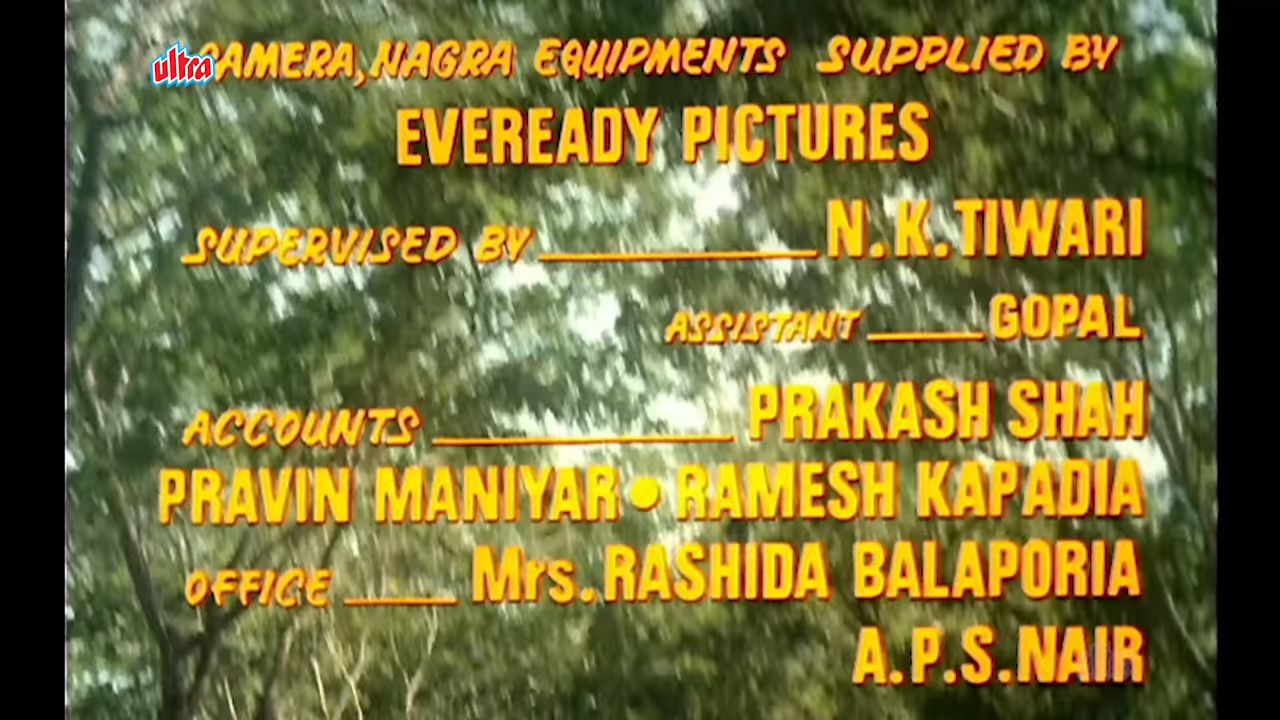 ultra
CAMERA, NAGRA EQUIPMENTS SUPPLIED BY
EVEREADY PICTURES
SUPERVISED BY N.K.TIWARI
ASSISTANT GOPAL
ACCOUNTS PRAKASH SHAH
PRAVIN MANIYAR • RAMESH KAPADIA
OFFICE Mrs. RASHIDA BALAPORIA
A.P.S.NAIR